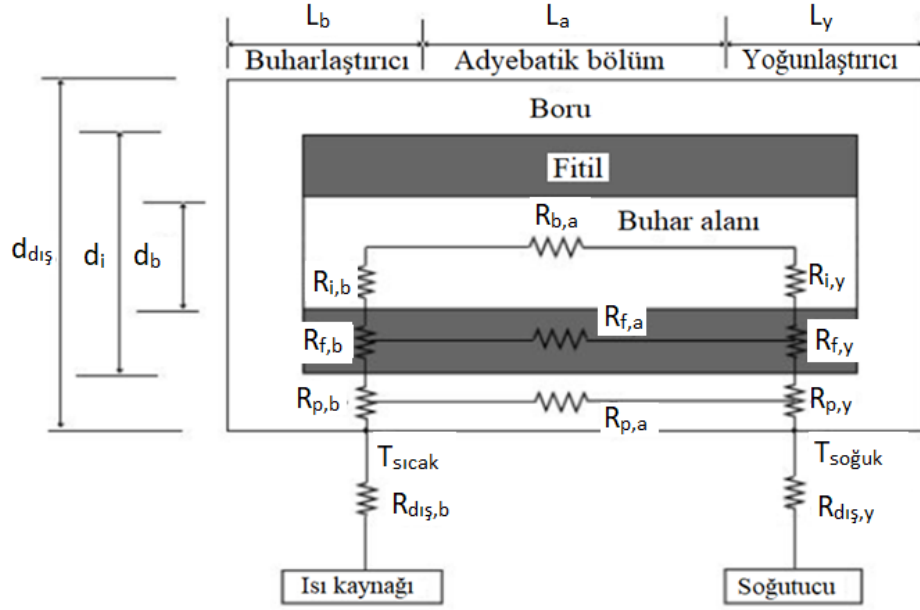 L_b L_a L_y
Buharlaştırıcı Adyebatik bölüm Yoğunlaştırıcı
Boru
Fitil
R_b,a Buhar alanı
d_dış d_i d_b
R_i,b R_i,y
R_f,a
R_f,b R_f,y
R_p,b R_p,y
R_p,a
T_sıcak T_soğuk
R_dış,b R_dış,y
Isı kaynağı Soğutucu